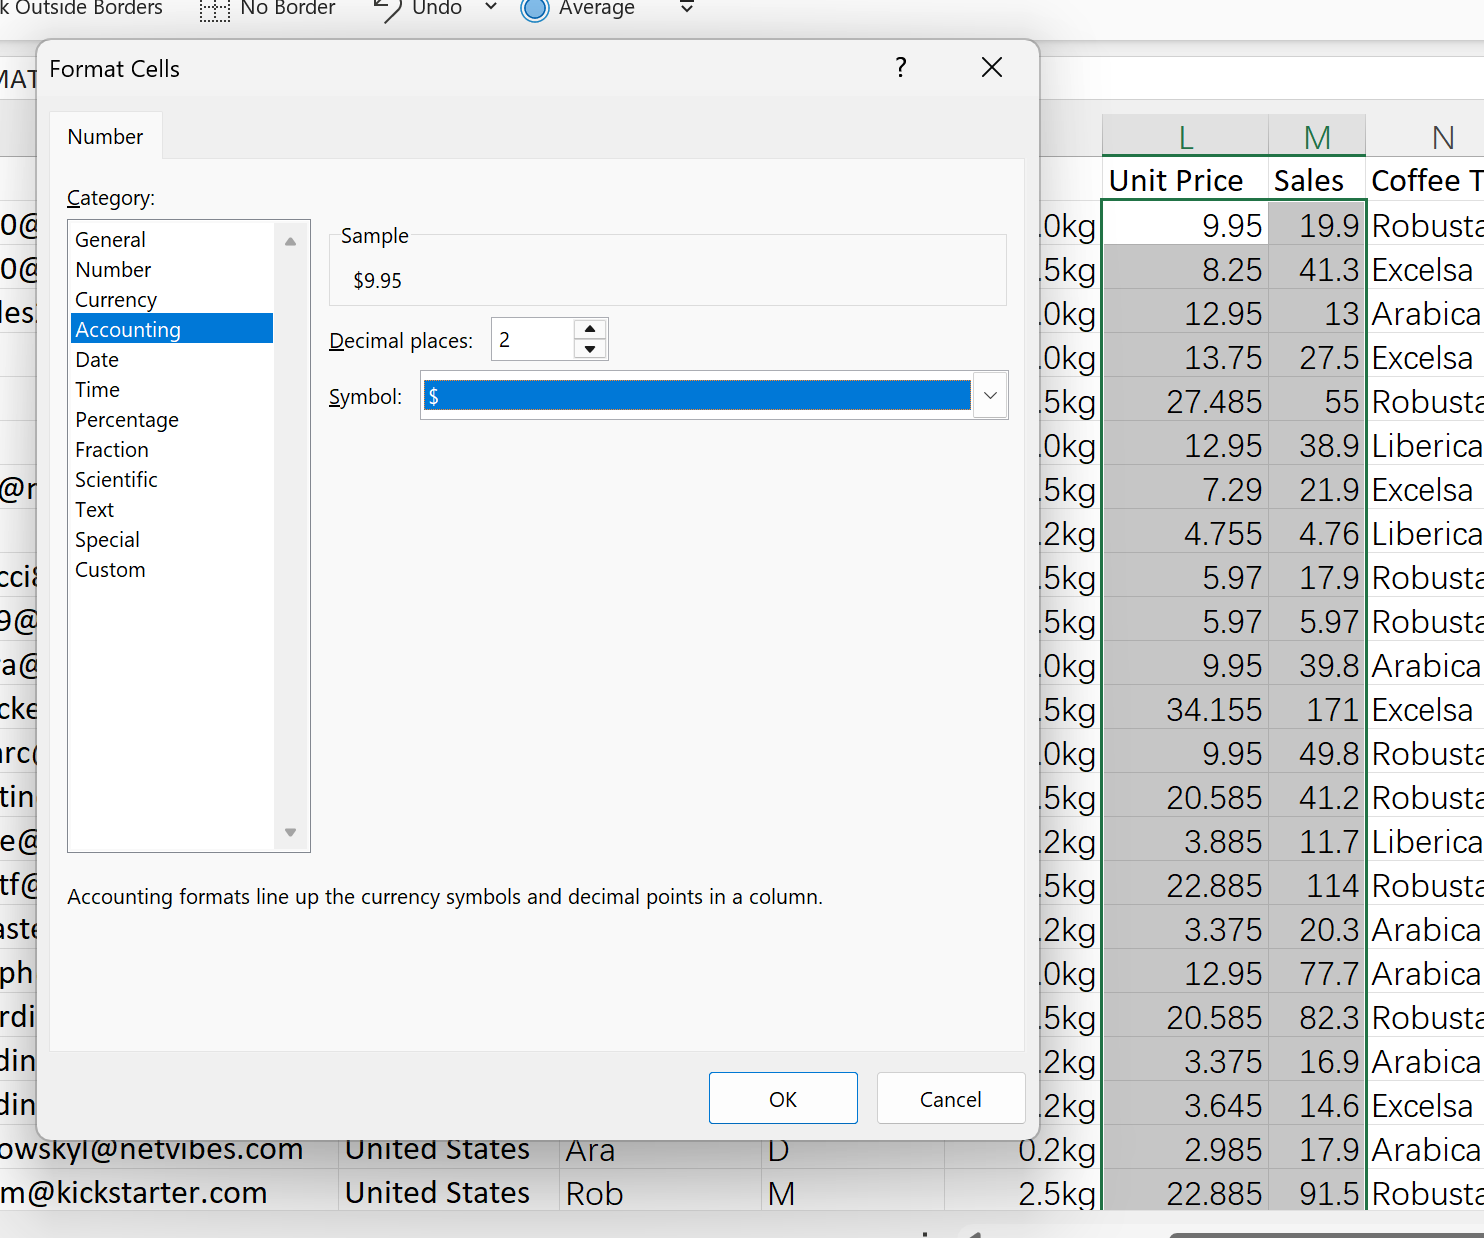 k Outside Borders No Border Undo Average
Format Cells ?
Number
Category:
General
Number
Currency
Accounting
Date
Time
Percentage
Fraction
Scientific
Text
Special
Custom
Sample
$9.95
Decimal places: 2
Symbol: $
Accounting formats line up the currency symbols and decimal points in a column.
OK Cancel
L M N
Unit Price Sales Coffee T
0@ .0kg 9.95 19.9 Robusta
0@ .5kg 8.25 41.3 Excelsa
les .0kg 12.95 13 Arabica
.0kg 13.75 27.5 Excelsa
.5kg 27.485 55 Robusta
.0kg 12.95 38.9 Liberica
@r .5kg 7.29 21.9 Excelsa
.2kg 4.755 4.76 Liberica
cci .5kg 5.97 17.9 Robusta
9@ .5kg 5.97 5.97 Robusta
a@ .0kg 9.95 39.8 Arabica
cke .5kg 34.155 171 Excelsa
arc .0kg 9.95 49.8 Robusta
tin .5kg 20.585 41.2 Robusta
e@ .2kg 3.885 11.7 Liberica
tf@ .5kg 22.885 114 Robusta
aste .2kg 3.375 20.3 Arabica
ph .0kg 12.95 77.7 Arabica
rdi .5kg 20.585 82.3 Robusta
din .2kg 3.375 16.9 Arabica
din .2kg 3.645 14.6 Excelsa
owskyl@netvibes.com United States Ara D 0.2kg 2.985 17.9 Arabica
m@kickstarter.com United States Rob M 2.5kg 22.885 91.5 Robusta